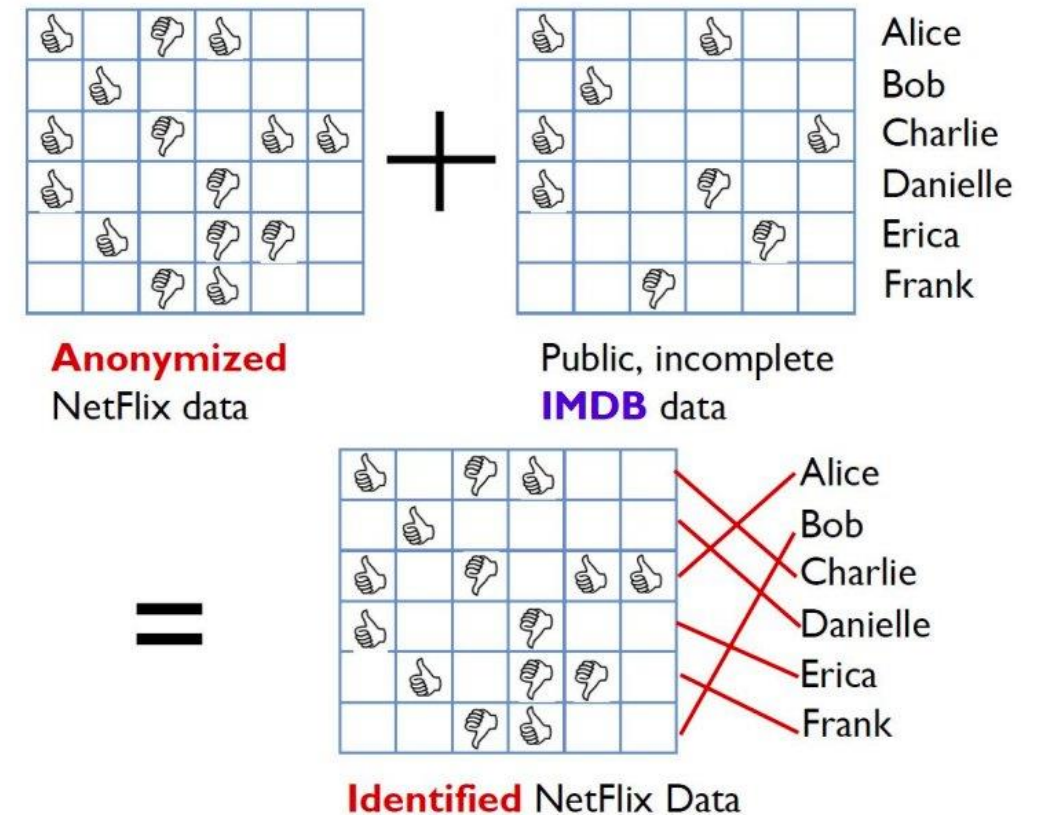 Alice
Bob
Charlie
Danielle
Erica
Frank
Anonymized
NetFlix data
Public, incomplete
IMDB data
Alice
Bob
Charlie
Danielle
Erica
Frank
Identified NetFlix Data